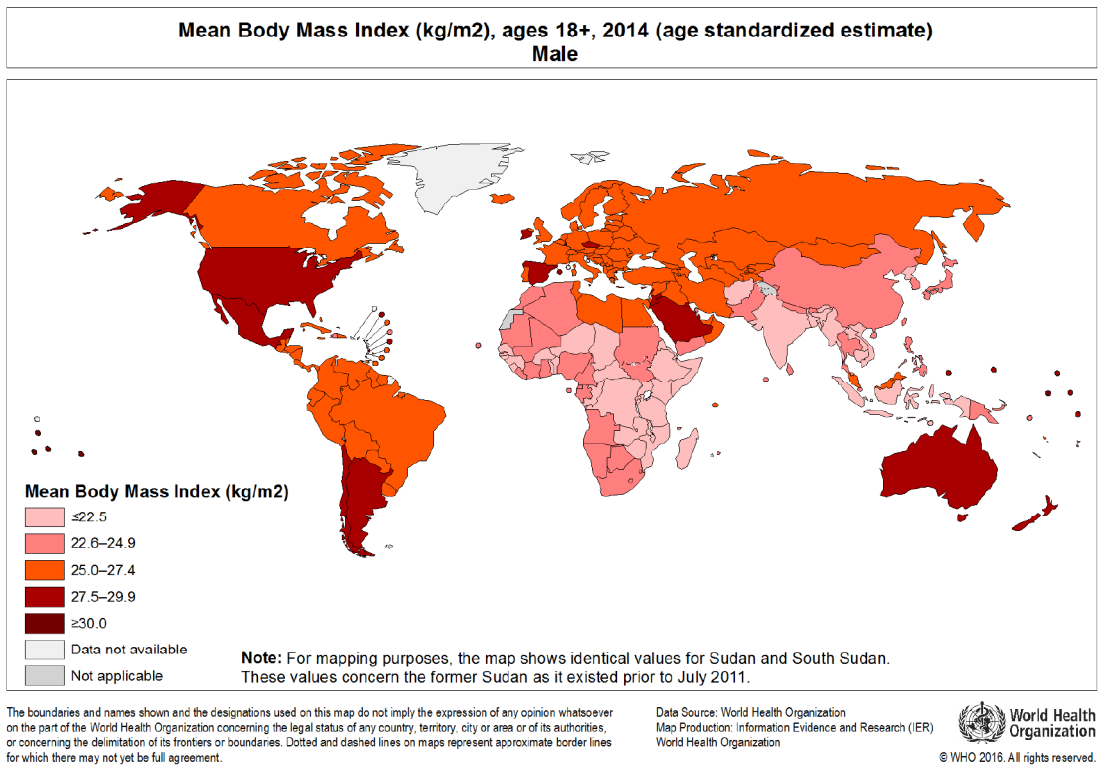 Mean Body Mass Index (kg/m2), ages 18+, 2014 (age standardized estimate)
Male
Mean Body Mass Index (kg/m2)
≤22.5
22.6–24.9
25.0–27.4
27.5–29.9
≥30.0
Data not available
Not applicable
Note: For mapping purposes, the map shows identical values for Sudan and South Sudan.
These values concern the former Sudan as it existed prior to July 2011.
The boundaries and names shown and the designations used on this map do not imply the expression of any opinion whatsoever
on the part of the World Health Organization concerning the legal status of any country, territory, city or area or of its authorities,
or concerning the delimitation of its frontiers or boundaries. Dotted and dashed lines on maps represent approximate border lines
for which there may not yet be full agreement.
Data Source: World Health Organization
Map Production: Information Evidence and Research (IER)
World Health Organization
World Health
Organization
© WHO 2016. All rights reserved.